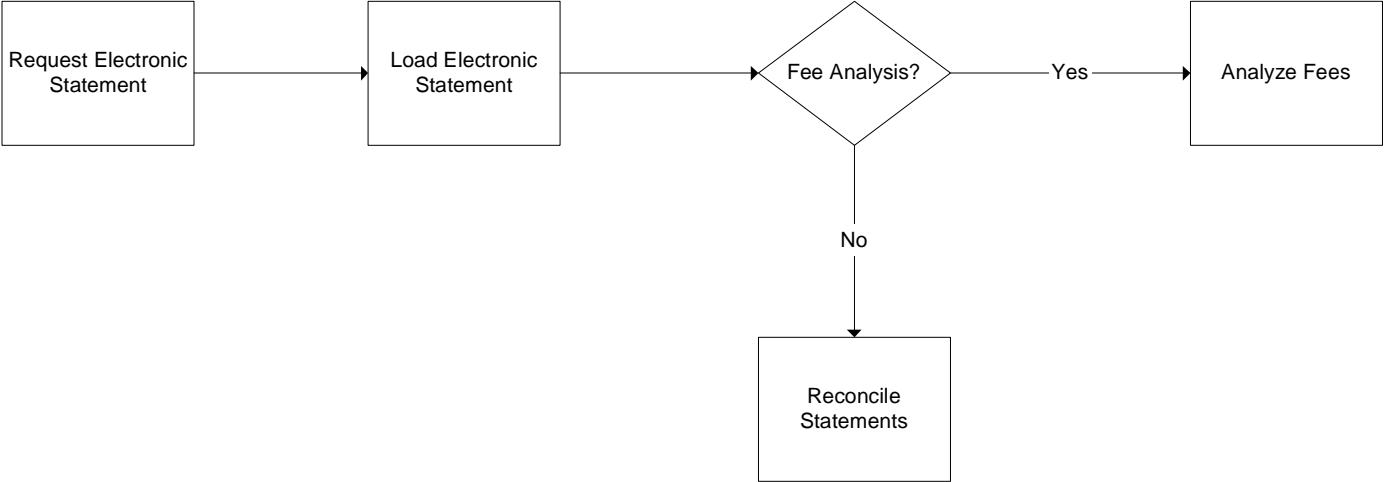 Request Electronic
Statement
Load Electronic
Statement
Fee Analysis?
Yes
Analyze Fees
No
Reconcile
Statements